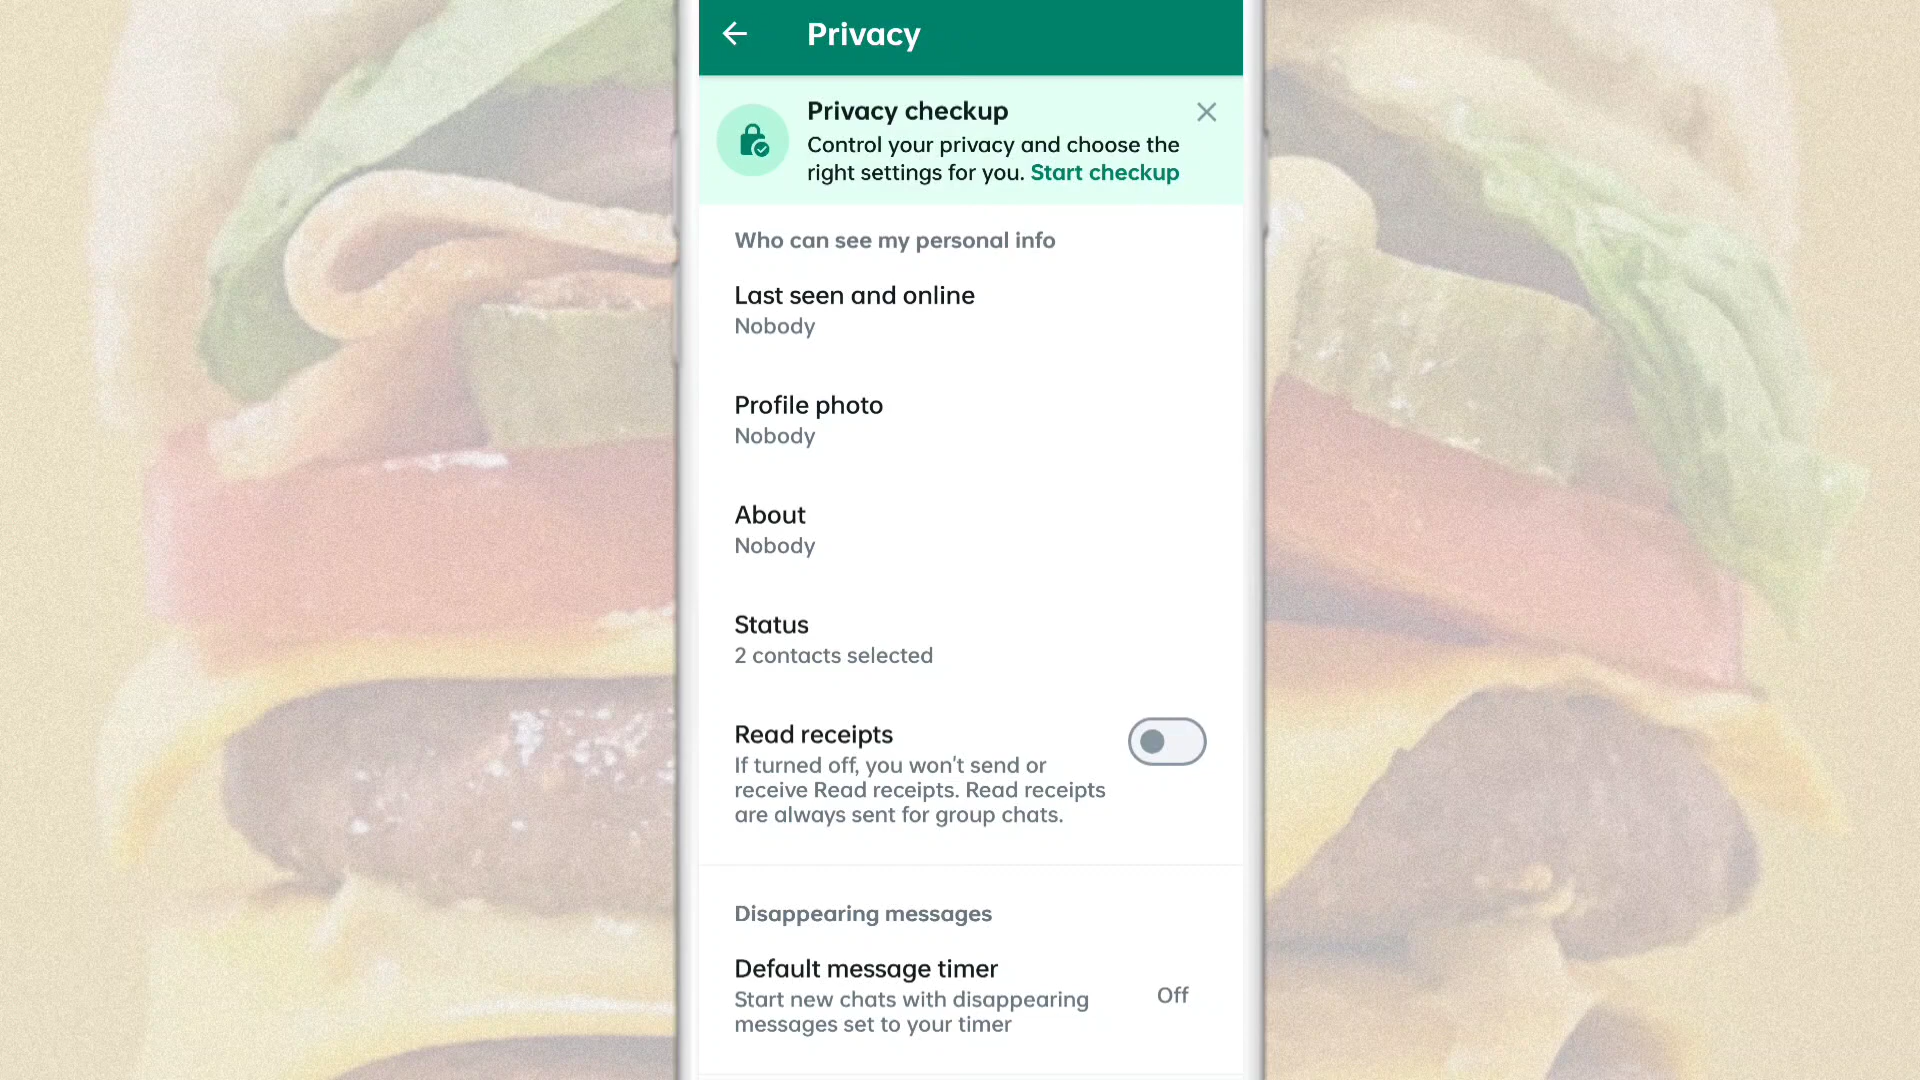 Privacy
Privacy checkup
Control your privacy and choose the
right settings for you. Start checkup
Who can see my personal info
Last seen and online
Nobody
Profile photo
Nobody
About
Nobody
Status
2 contacts selected
Read receipts
If turned off, you won't send or
receive Read receipts. Read receipts
are always sent for group chats.
Disappearing messages
Default message timer
Start new chats with disappearing
messages set to your timer
Off